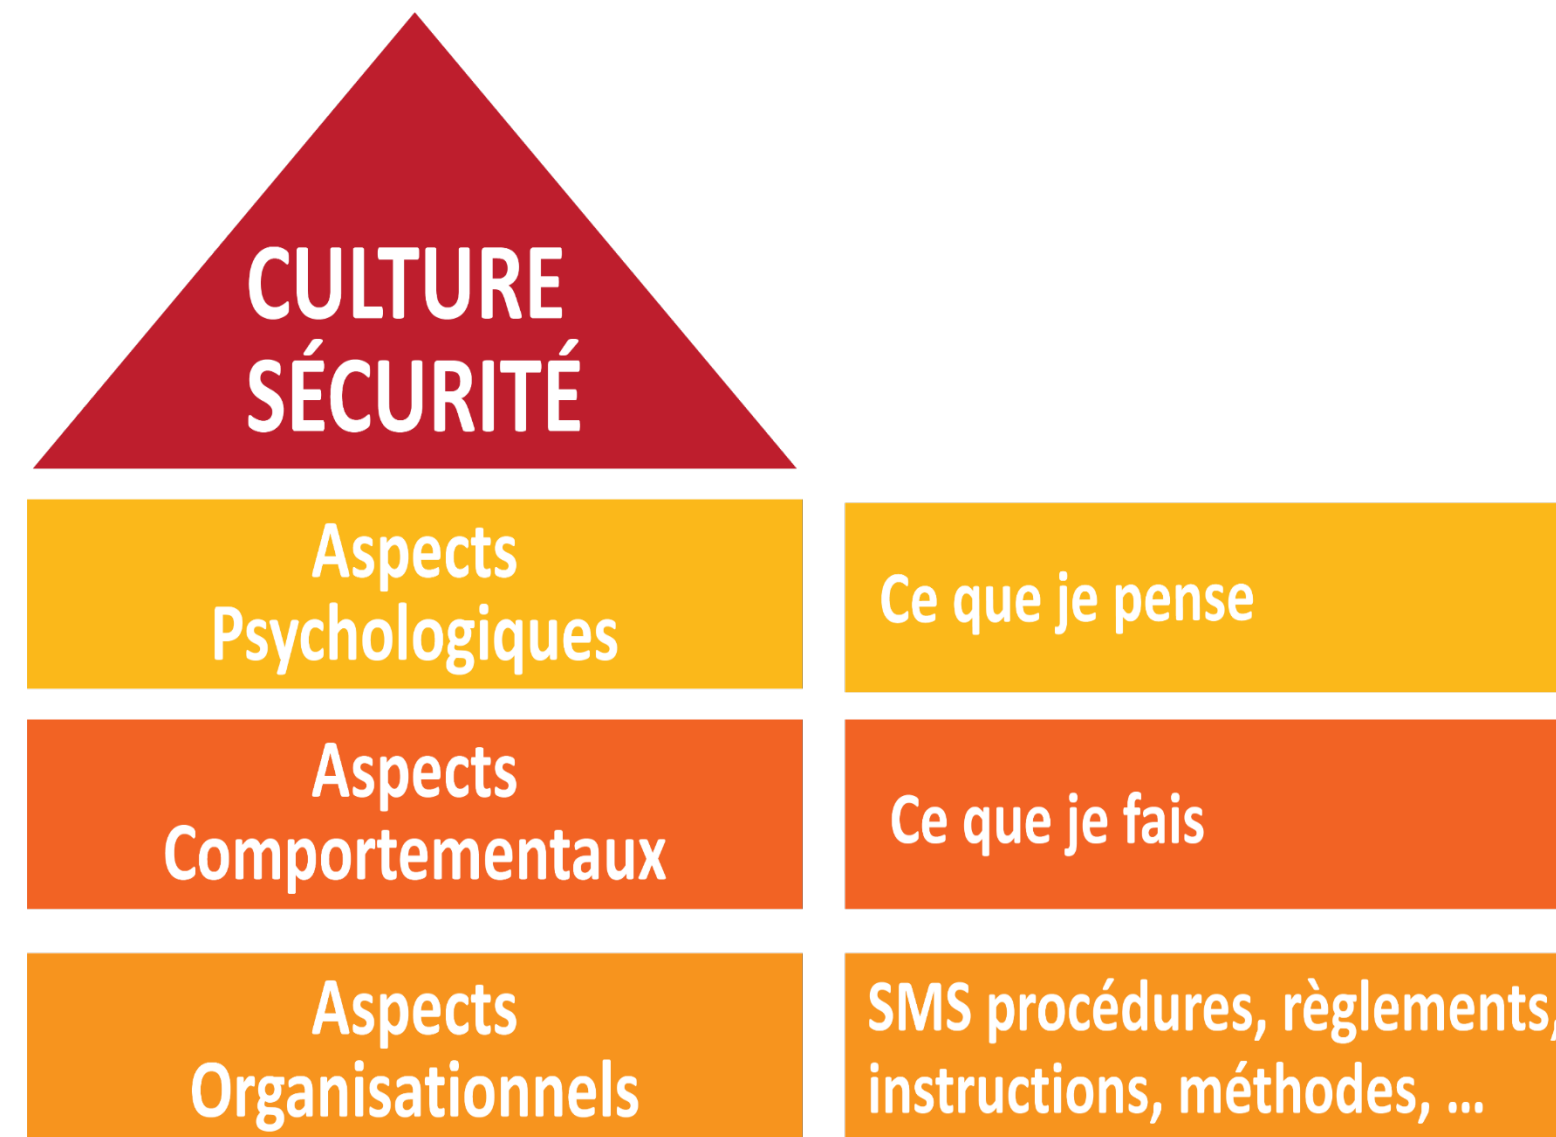 CULTURE
SÉCURITÉ
Aspects
Psychologiques
Ce que je pense
Aspects
Comportementaux
Ce que je fais
Aspects
Organisationnels
SMS procédures, règlements,
instructions, méthodes, ...